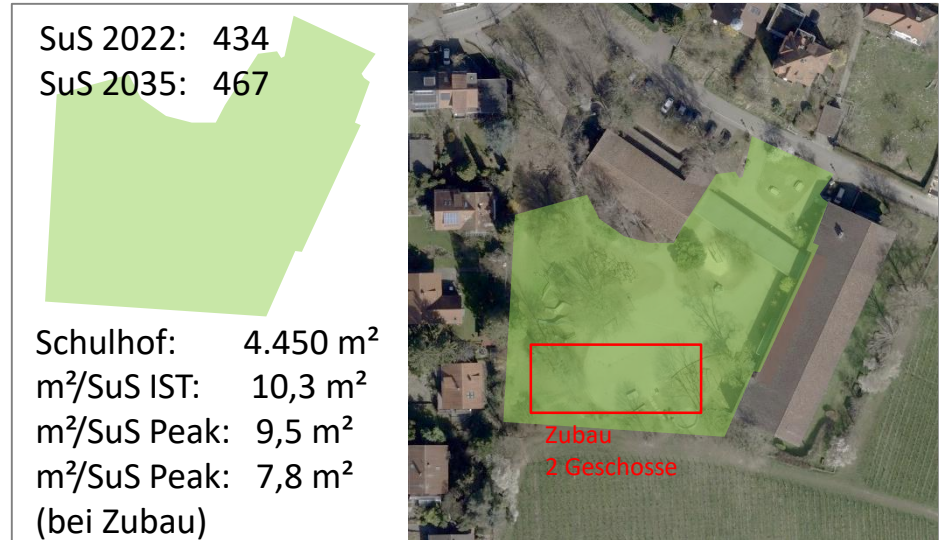 SuS 2022: 434
SuS 2035: 467
Schulhof: 4.450 m²
m²/SuS IST: 10,3 m²
m²/SuS Peak: 9,5 m²
m²/SuS Peak: 7,8 m²
(bei Zubau)
Zubau
2 Geschosse